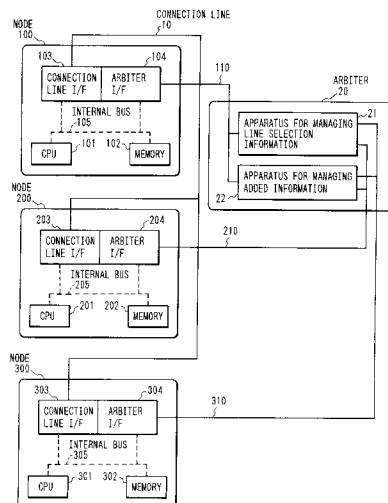 CONNECTION LINE
10
NODE
100
103
104
CONNECTION
LINE I/F
ARBITER
I/F
INTERNAL BUS
105
CPU
101
102
MEMORY
110
ARBITER
20
21
APPARATUS FOR MANAGING
LINE SELECTION
INFORMATION
APPARATUS FOR MANAGING
ADDED INFORMATION
22
NODE
200
203
204
CONNECTION
LINE I/F
ARBITER
I/F
210
INTERNAL BUS
205
CPU
201
202
MEMORY
NODE
300
303
304
CONNECTION
LINE I/F
ARBITER
I/F
310
INTERNAL BUS
305
CPU
301
302
MEMORY